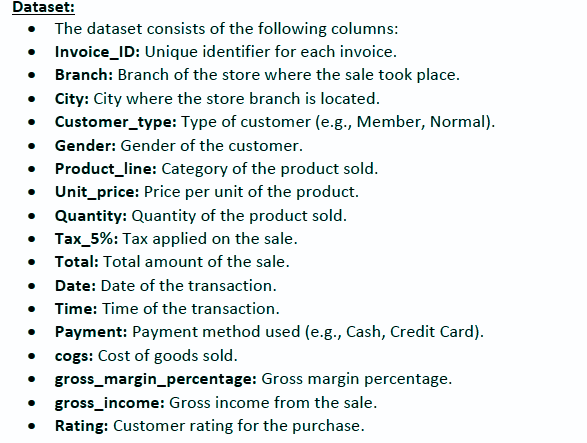 Dataset:
• The dataset consists of the following columns:
• Invoice_ID: Unique identifier for each invoice.
• Branch: Branch of the store where the sale took place.
• City: City where the store branch is located.
• Customer_type: Type of customer (e.g., Member, Normal).
• Gender: Gender of the customer.
• Product_line: Category of the product sold.
• Unit_price: Price per unit of the product.
• Quantity: Quantity of the product sold.
• Tax_5%: Tax applied on the sale.
• Total: Total amount of the sale.
• Date: Date of the transaction.
• Time: Time of the transaction.
• Payment: Payment method used (e.g., Cash, Credit Card).
• cogs: Cost of goods sold.
• gross_margin_percentage: Gross margin percentage.
• gross_income: Gross income from the sale.
• Rating: Customer rating for the purchase.